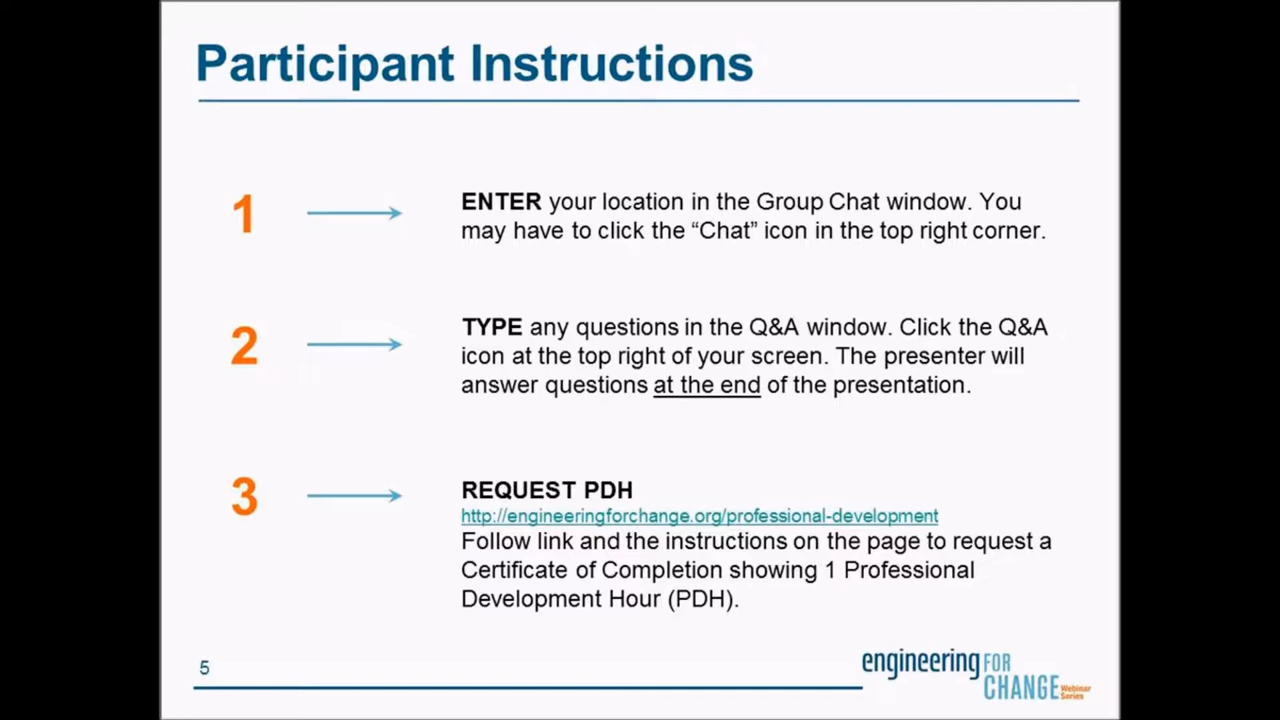 Participant Instructions
1
ENTER your location in the Group Chat window. You
may have to click the “Chat” icon in the top right corner.
2
TYPE any questions in the Q&A window. Click the Q&A
icon at the top right of your screen. The presenter will
answer questions at the end of the presentation.
3
REQUEST PDH
http://engineeringforchange.org/professional-development
Follow link and the instructions on the page to request a
Certificate of Completion showing 1 Professional
Development Hour (PDH).
5
engineering FOR
CHANGE Webinar
Series